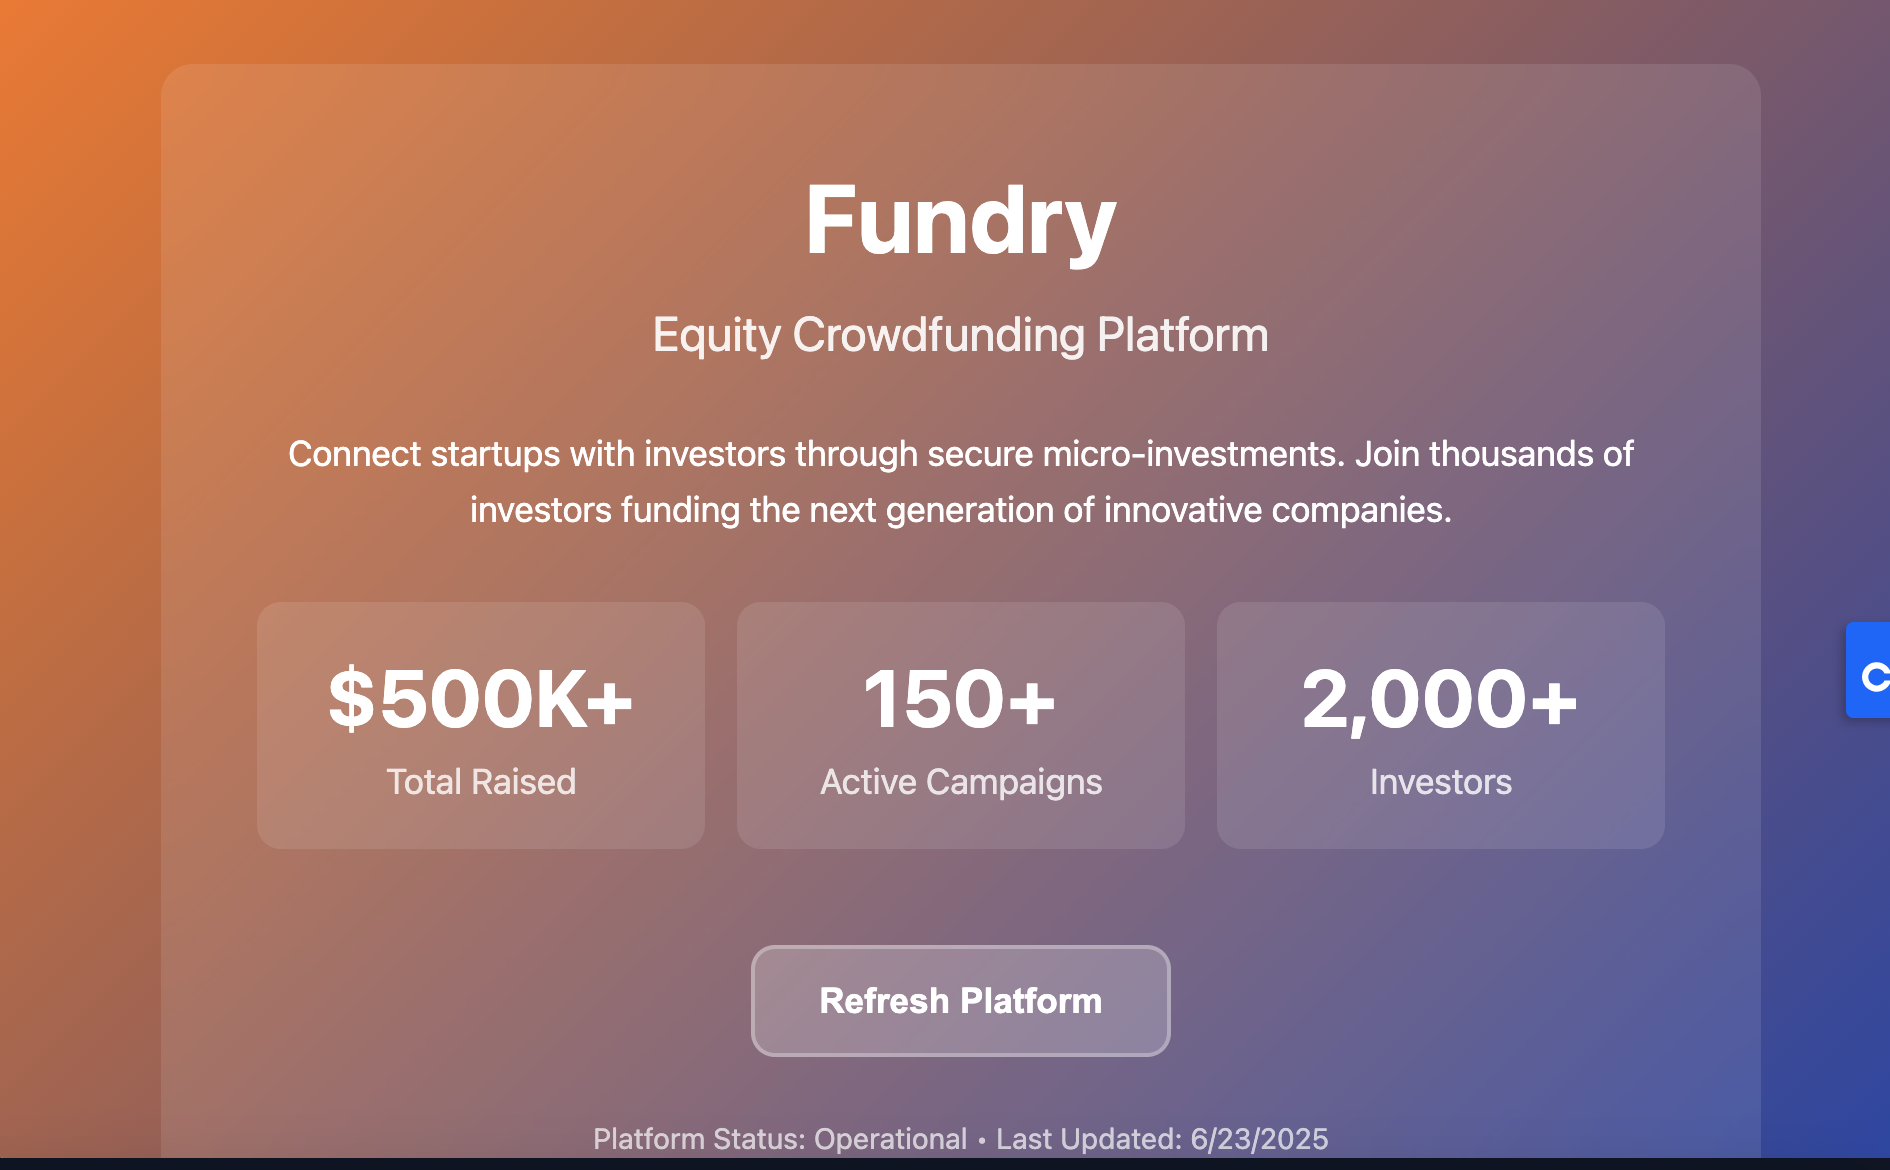 Fundry
Equity Crowdfunding Platform
Connect startups with investors through secure micro-investments. Join thousands of
investors funding the next generation of innovative companies.
$500K+
Total Raised
150+
Active Campaigns
2,000+
Investors
Refresh Platform
Platform Status: Operational • Last Updated: 6/23/2025